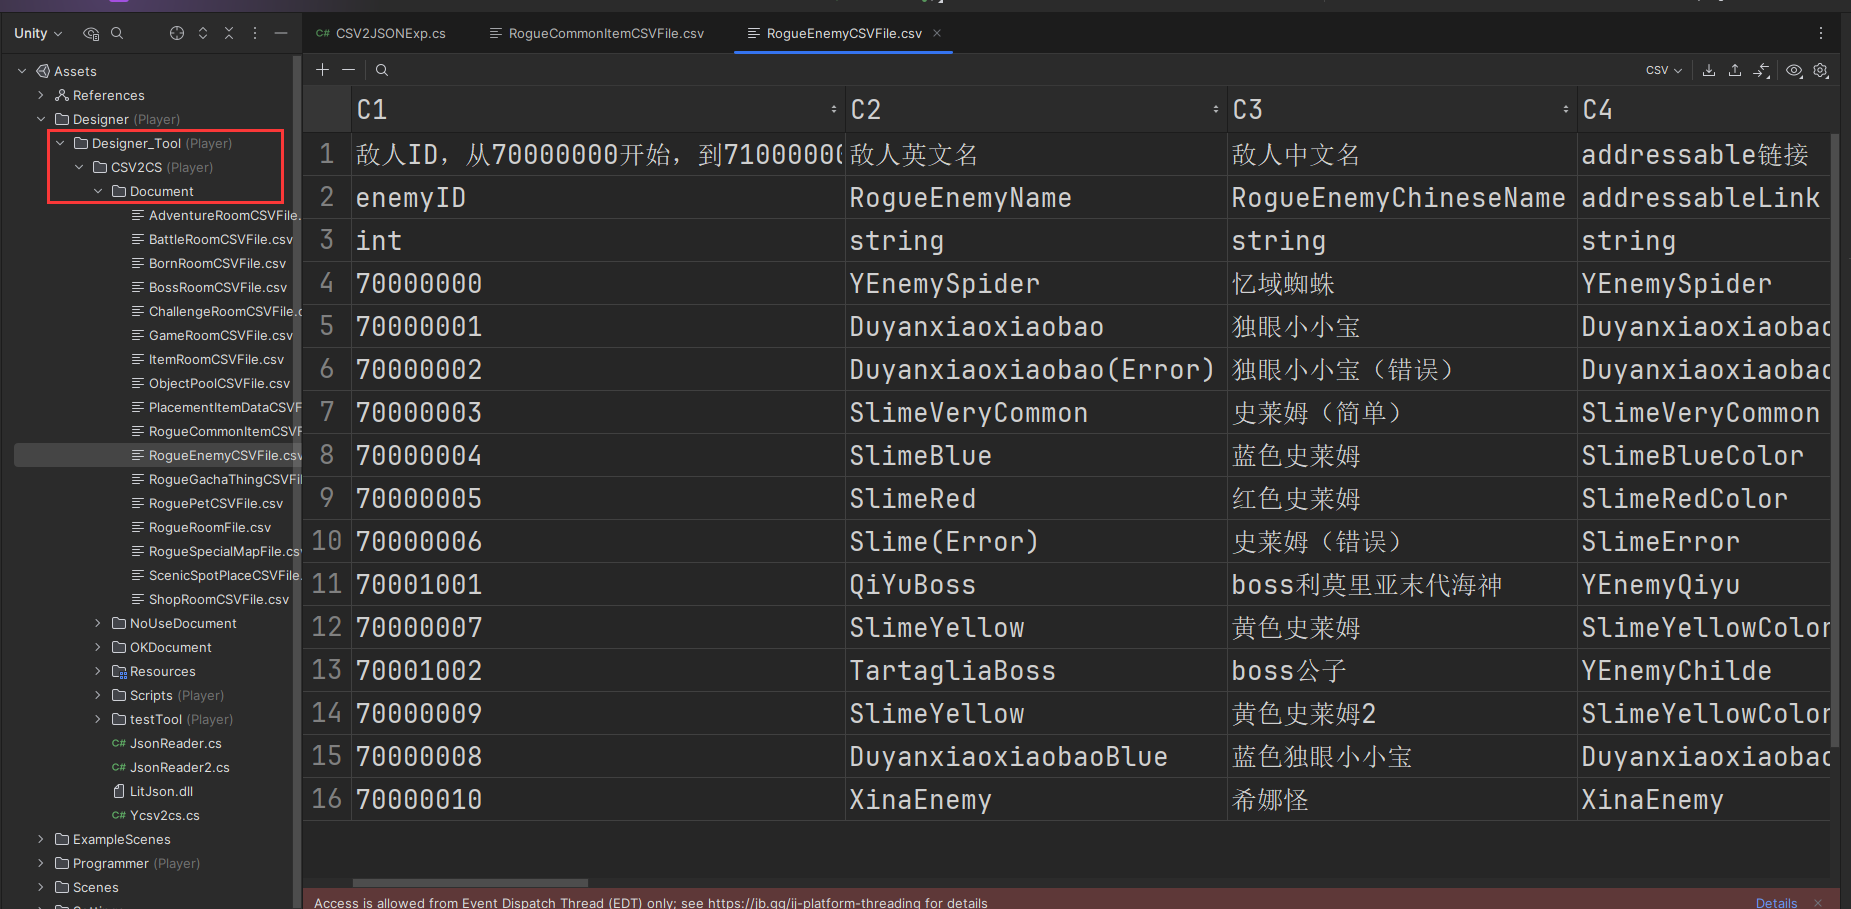 Unity
CSV2JSONExp.cs
RogueCommonItemCSVFile.csv
RogueEnemyCSVFile.csv
CSV
Assets
References
Designer (Player)
Designer_Tool (Player)
CSV2CS (Player)
Document
AdventureRoomCSVFile.
BattleRoomCSVFile.csv
BornRoomCSVFile.csv
BossRoomCSVFile.csv
ChallengeRoomCSVFile.c
GameRoomCSVFile.csv
ItemRoomCSVFile.csv
ObjectPoolCSVFile.csv
PlacementItemDataCSVF
RogueCommonItemCSVF
RogueEnemyCSVFile.csv
RogueGachaThingCSVFi
RoguePetCSVFile.csv
RogueRoomFile.csv
RogueSpecialMapFile.csv
ScenicSpotPlaceCSVFile.
ShopRoomCSVFile.csv
NoUseDocument
OKDocument
Resources
Scripts (Player)
testTool (Player)
C# JsonReader.cs
C# JsonReader2.cs
LitJson.dll
C# Ycsv2cs.cs
ExampleScenes
Programmer (Player)
Scenes
C1 C2 C3 C4
1 敌人ID，从70000000开始，到71000000 敌人英文名 敌人中文名 addressable链接
2 enemyID RogueEnemyName RogueEnemyChineseName addressableLink
3 int string string string
4 70000000 YEnemySpider 忆域蜘蛛 YEnemySpider
5 70000001 Duyanxiaoxiaobao 独眼小小宝 Duyanxiaoxiaobao
6 70000002 Duyanxiaoxiaobao(Error) 独眼小小宝（错误） Duyanxiaoxiaobao
7 70000003 SlimeVeryCommon 史莱姆（简单） SlimeVeryCommon
8 70000004 SlimeBlue 蓝色史莱姆 SlimeBlueColor
9 70000005 SlimeRed 红色史莱姆 SlimeRedColor
10 70000006 Slime(Error) 史莱姆（错误） SlimeError
11 70001001 QiYuBoss boss利莫里亚末代海神 YEnemyQiyu
12 70000007 SlimeYellow 黄色史莱姆 SlimeYellowColor
13 70001002 TartagliaBoss boss公子 YEnemyChilde
14 70000009 SlimeYellow 黄色史莱姆2 SlimeYellowColor
15 70000008 DuyanxiaoxiaobaoBlue 蓝色独眼小小宝 Duyanxiaoxiaobao
16 70000010 XinaEnemy 希娜怪 XinaEnemy
Access is allowed from Event Dispatch Thread (EDT) only; see https://jb.gg/ij-platform-threading for details Details